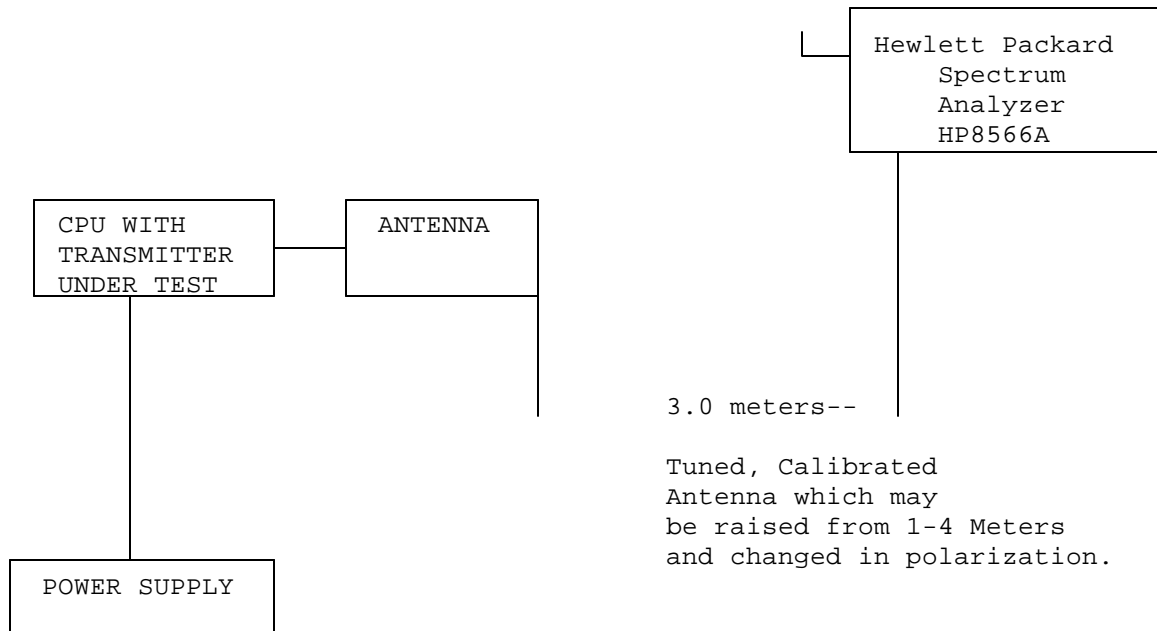 Hewlett Packard
Spectrum
Analyzer
HP8566A
CPU WITH
TRANSMITTER
UNDER TEST
ANTENNA
3.0 meters--
Tuned, Calibrated
Antenna which may
be raised from 1-4 Meters
and changed in polarization.
POWER SUPPLY